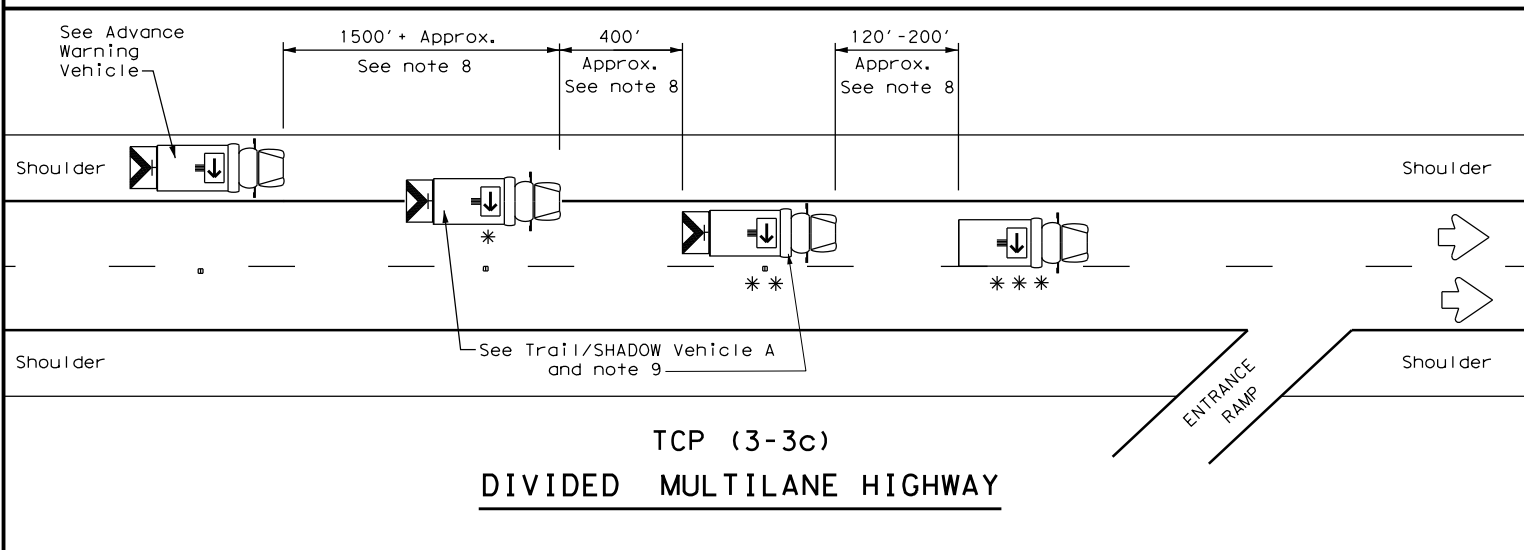 See Advance
Warning
Vehicle
1500'+ Approx.
See note 8
400'
Approx.
See note 8
120'-200'
Approx.
See note 8
Shoulder
Shoulder
*
* *
* * *
See Trail/SHADOW Vehicle A
and note 9
Shoulder
Shoulder
ENTRANCE
RAMP
TCP (3-3c)
DIVIDED MULTILANE HIGHWAY